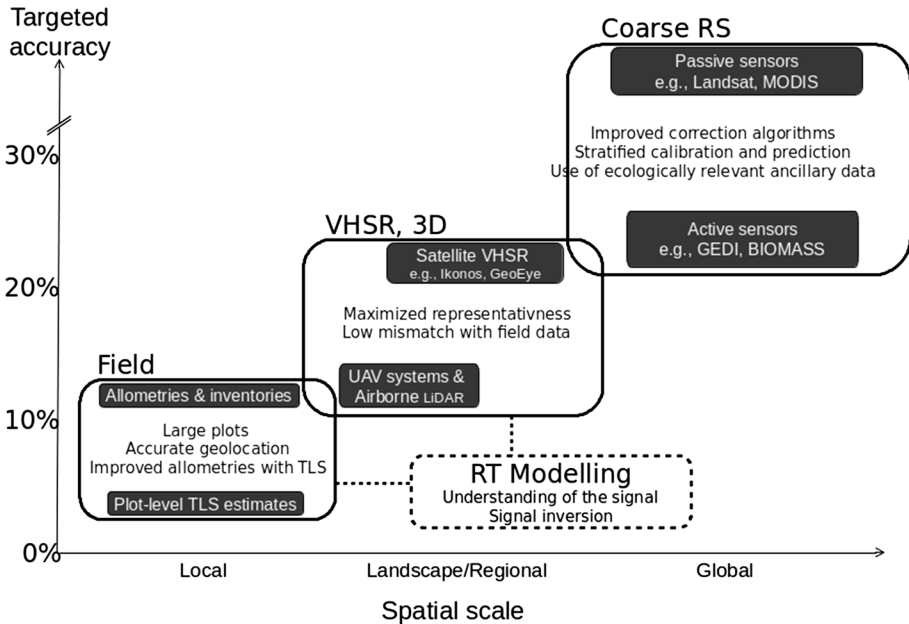 Targeted
accuracy
Coarse RS
Passive sensors
e.g., Landsat, MODIS
Improved correction algorithms
Stratified calibration and prediction
Use of ecologically relevant ancillary data
Active sensors
e.g., GEDI, BIOMASS
30%
VHSR, 3D
Satellite VHSR
e.g., Ikonos, GeoEye
Maximized representativness
Low mismatch with field data
UAV systems &
Airborne LiDAR
20%
Field
Allometries & inventories
Large plots
Accurate geolocation
Improved allometries with TLS
Plot-level TLS estimates
10%
RT Modelling
Understanding of the signal
Signal inversion
0%
Local
Landscape/Regional
Global
Spatial scale